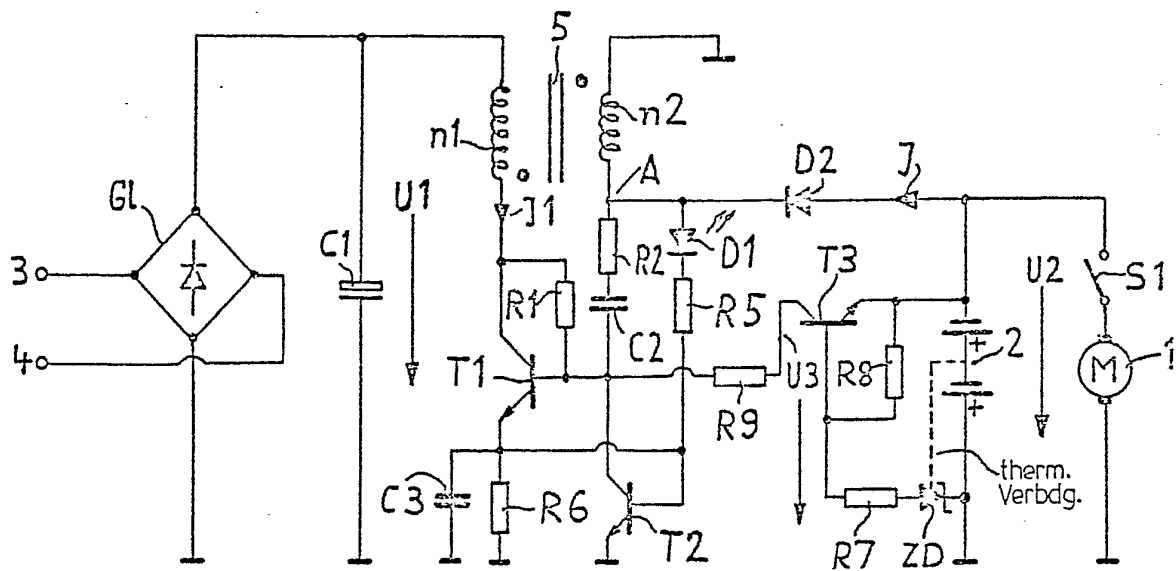 5
n1
n2
Gl
U1
J1
A
D2
J
3
4
C1
R1
R2
D1
T3
U2
S1
C2
R5
T1
R9
U3
R8
2
+
+
M
1
C3
R6
T2
R7
ZD
therm.
Verbdg.